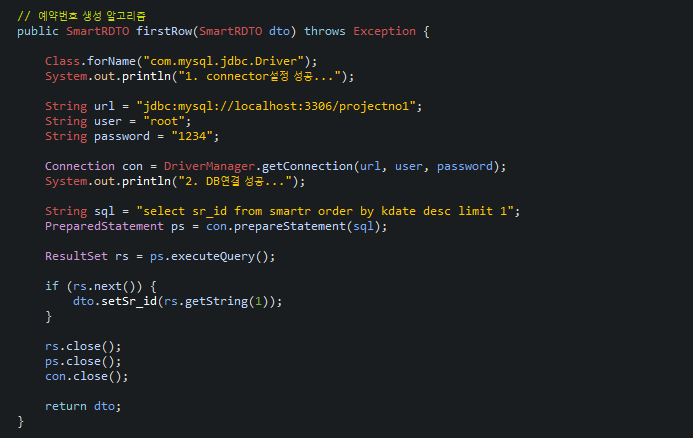 // 예약번호 생성 알고리즘
public SmartRDTO firstRow(SmartRDTO dto) throws Exception {
Class.forName("com.mysql.jdbc.Driver");
System.out.println("1. connector설정 성공...");
String url = "jdbc:mysql://localhost:3306/projectno1";
String user = "root";
String password = "1234";
Connection con = DriverManager.getConnection(url, user, password);
System.out.println("2. DB연결 성공...");
String sql = "select sr_id from smartr order by kdate desc limit 1";
PreparedStatement ps = con.prepareStatement(sql);
ResultSet rs = ps.executeQuery();
if (rs.next()) {
dto.setSr_id(rs.getString(1));
}
rs.close();
ps.close();
con.close();
return dto;
}